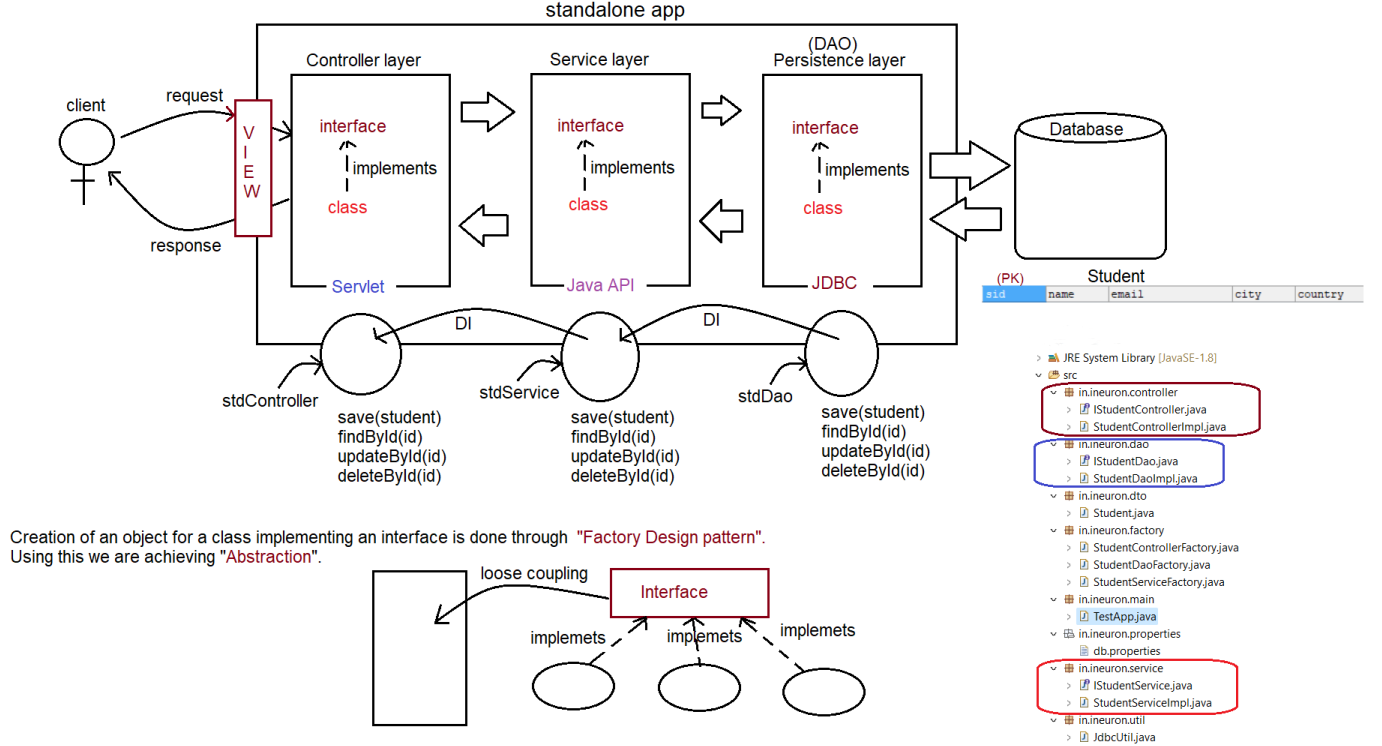 standalone app
Controller layer
Service layer
(DAO)
Persistence layer
client
request
VIEW
interface
implements
class
Servlet
interface
implements
class
Java API
interface
implements
class
JDBC
Database
response
(PK)
Student
sid name email city country
DI
DI
stdController
stdService
stdDao
save(student)
findById(id)
updateById(id)
deleteById(id)
save(student)
findById(id)
updateById(id)
deleteById(id)
save(student)
findById(id)
updateById(id)
deleteById(id)
JRE System Library [JavaSE-1.8]
src
in.ineuron.controller
IStudentController.java
StudentControllerImpl.java
in.ineuron.dao
IStudentDao.java
StudentDaoImpl.java
in.ineuron.dto
Student.java
in.ineuron.factory
StudentControllerFactory.java
StudentDaoFactory.java
StudentServiceFactory.java
in.ineuron.main
TestApp.java
in.ineuron.properties
db.properties
in.ineuron.service
IStudentService.java
StudentServiceImpl.java
in.ineuron.util
JdbcUtil.java
Creation of an object for a class implementing an interface is done through "Factory Design pattern".
Using this we are achieving "Abstraction".
loose coupling
Interface
implemets
implemets
implemets